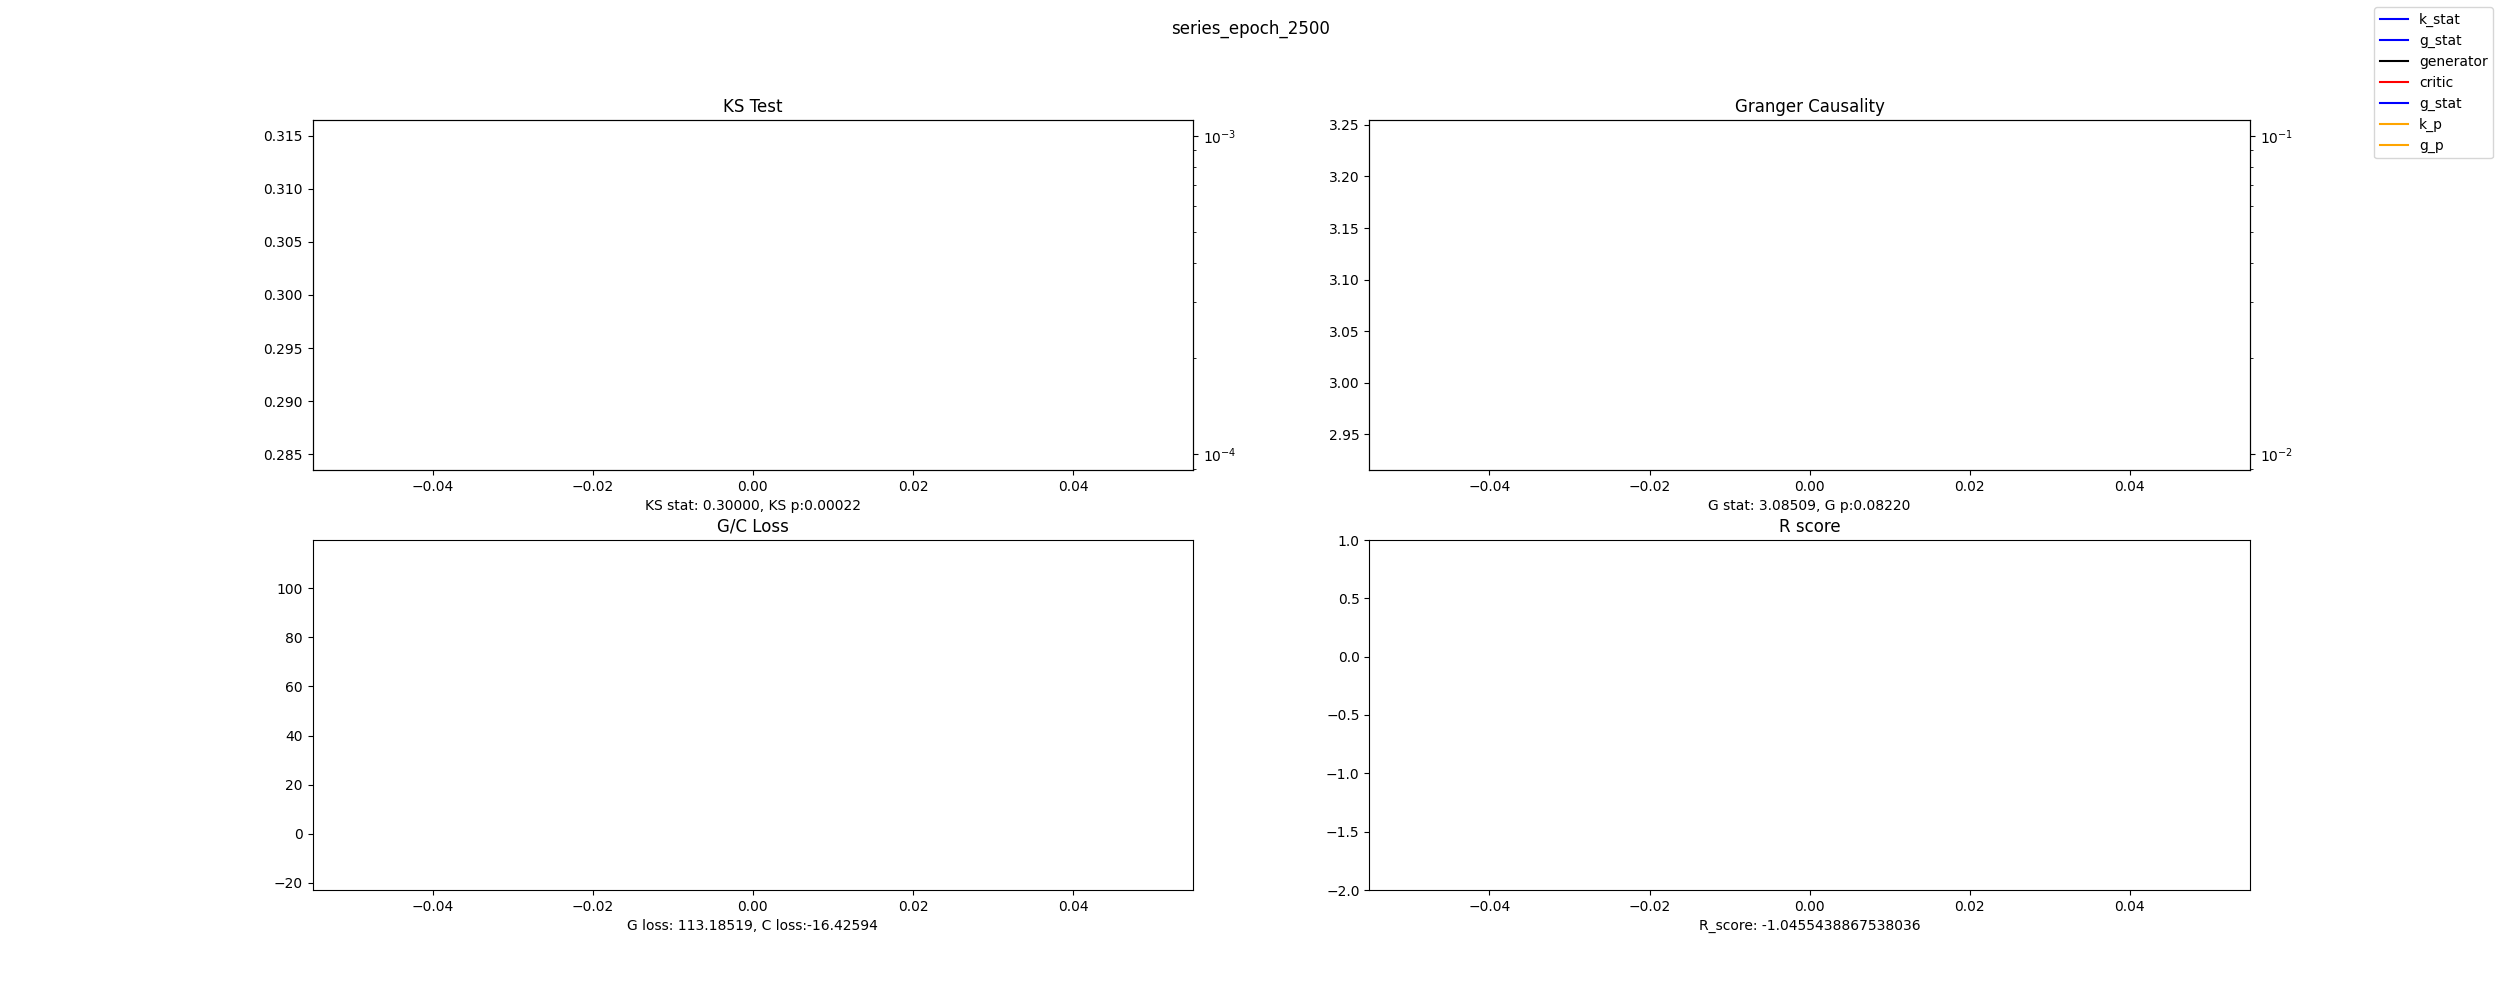 series_epoch_2500
k_stat
g_stat
generator
critic
g_stat
k_p
g_p
KS Test
0.315
0.310
0.305
0.300
0.295
0.290
0.285
10⁻³
10⁻⁴
−0.04 −0.02 0.00 0.02 0.04
KS stat: 0.30000, KS p:0.00022
Granger Causality
3.25
3.20
3.15
3.10
3.05
3.00
2.95
10⁻¹
10⁻²
−0.04 −0.02 0.00 0.02 0.04
G stat: 3.08509, G p:0.08220
G/C Loss
100
80
60
40
20
0
−20
−0.04 −0.02 0.00 0.02 0.04
G loss: 113.18519, C loss:-16.42594
R score
1.0
0.5
0.0
−0.5
−1.0
−1.5
−2.0
−0.04 −0.02 0.00 0.02 0.04
R_score: -1.0455438867538036